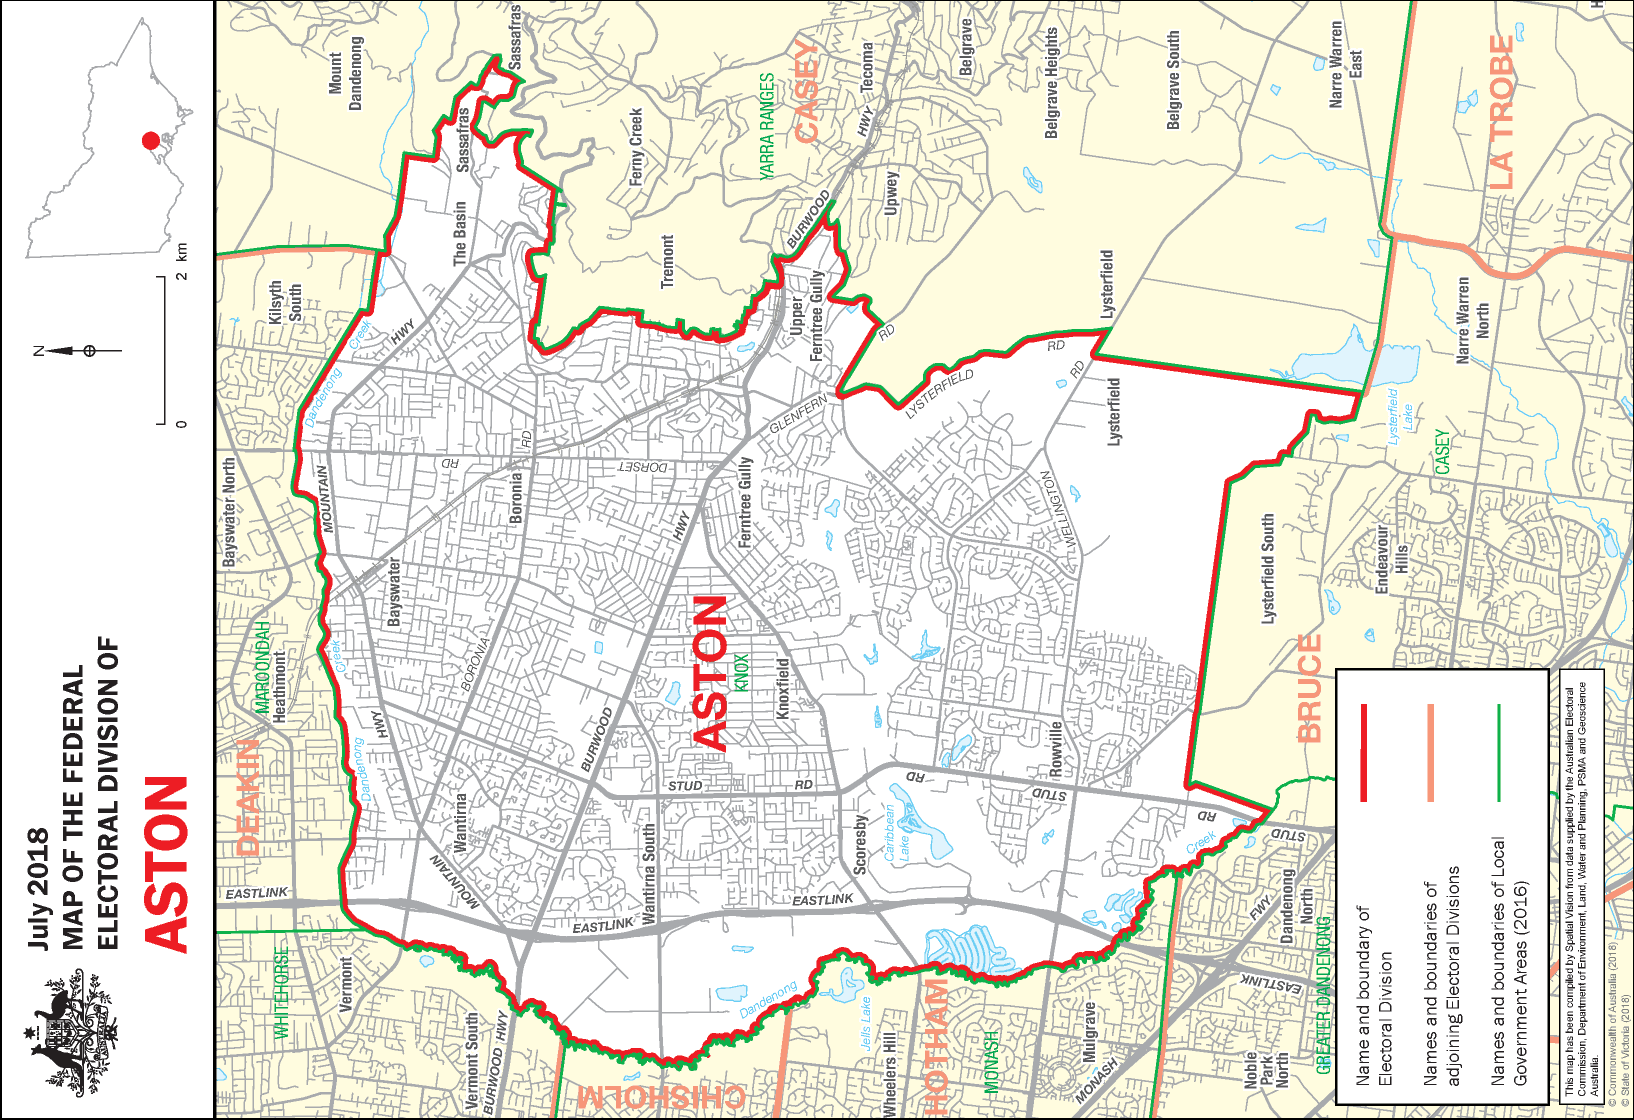 July 2018
MAP OF THE FEDERAL
ELECTORAL DIVISION OF
ASTON
N
0
2 km
Mount
Dandenong
Sassafras
Sassafras
The Basin
Ferny Creek
YARRA RANGES
CASEY
Tecoma
HWY
Belgrave
Belgrave Heights
Belgrave South
Narre Warren
East
LA TROBE
Upwey
BURWOOD
Tremont
Kilsyth
South
Creek
HWY
Dandenong
Upper
Ferntree Gully
RD
Lysterfield
RD
RD
LYSTERFIELD
GLENFERN
Lysterfield
Narre Warren
North
Lysterfield
Lake
CASEY
Bayswater North
MOUNTAIN
RD
RD
DORSET
Boronia
Ferntree Gully
HWY
WELLINGTON
Lysterfield South
Endeavour
Hills
Bayswater
MAROONDAH
Heathmont
Creek
BORONIA
ASTON
KNOX
Knoxfield
BRUCE
DEAKIN
HWY
Dandenong
BURWOOD
STUD
RD
RD
STUD
Rowville
RD
STUD
Wantirna
MOUNTAIN
Wantirna South
Scoresby
Caribbean
Lake
Creek
EASTLINK
EASTLINK
EASTLINK
EASTLINK
FWY
Dandenong
North
GREATER DANDENONG
WHITEHORSE
Vermont
Vermont South
BURWOOD HWY
CHISHOLM
Dandenong
Jells Lake
Wheelers Hill
HOTHAM
MONASH
Mulgrave
MONASH
Noble
Park
North
Name and boundary of
Electoral Division
Names and boundaries of
adjoining Electoral Divisions
Names and boundaries of Local
Government Areas (2016)
This map has been compiled by Spatial Vision from data supplied by the Australian Electoral
Commission, Department of Environment, Land, Water and Planning, PSMA and Geoscience
Australia.
© Commonwealth of Australia (2018)
© State of Victoria (2018)